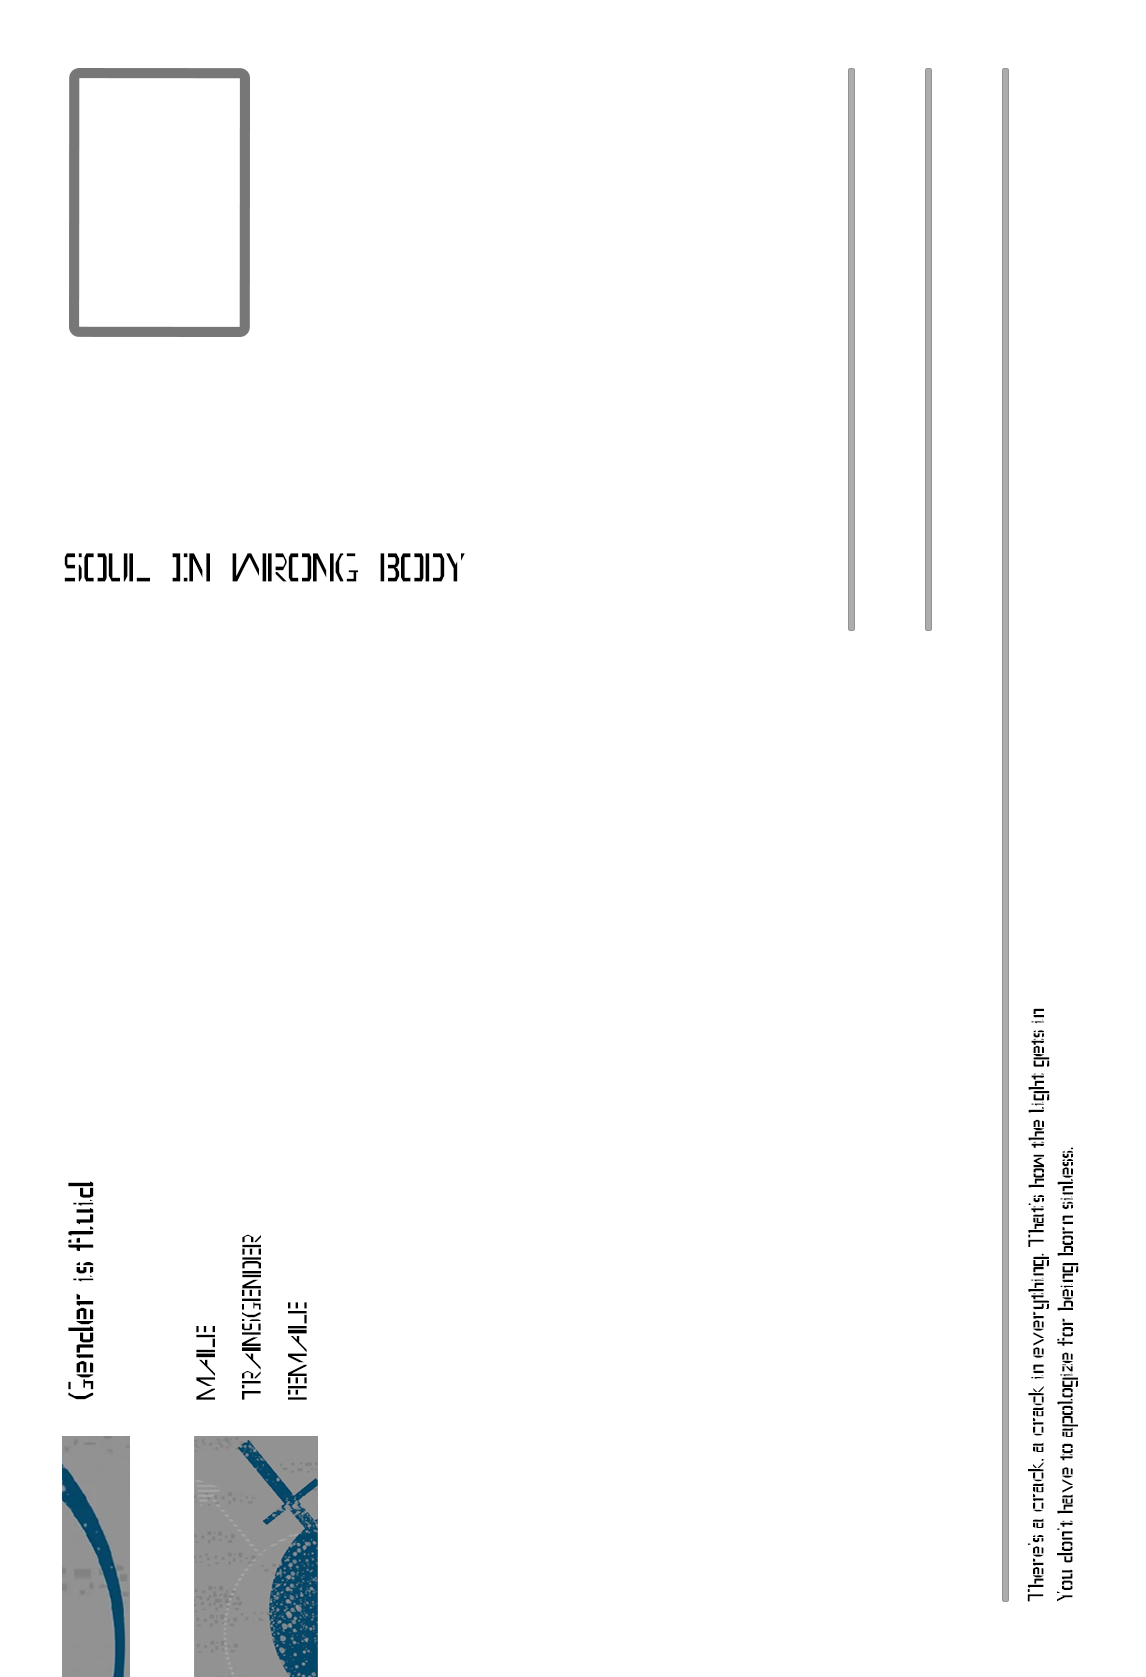 SOUL IN WRONG BODY
Gender is fluid
MALE
TRANSGENDER
FEMALE
There's a crack, a crack in everything. That's how the light gets in
You don't have to apologize for being born sinless.